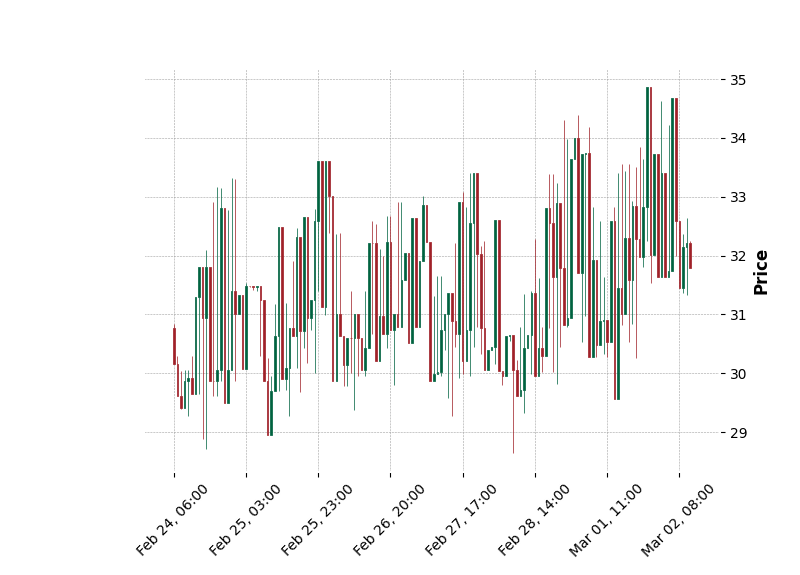 35
34
33
32
31
30
29
Price
Feb 24, 06:00
Feb 25, 03:00
Feb 25, 23:00
Feb 26, 20:00
Feb 27, 17:00
Feb 28, 14:00
Mar 01, 11:00
Mar 02, 08:00